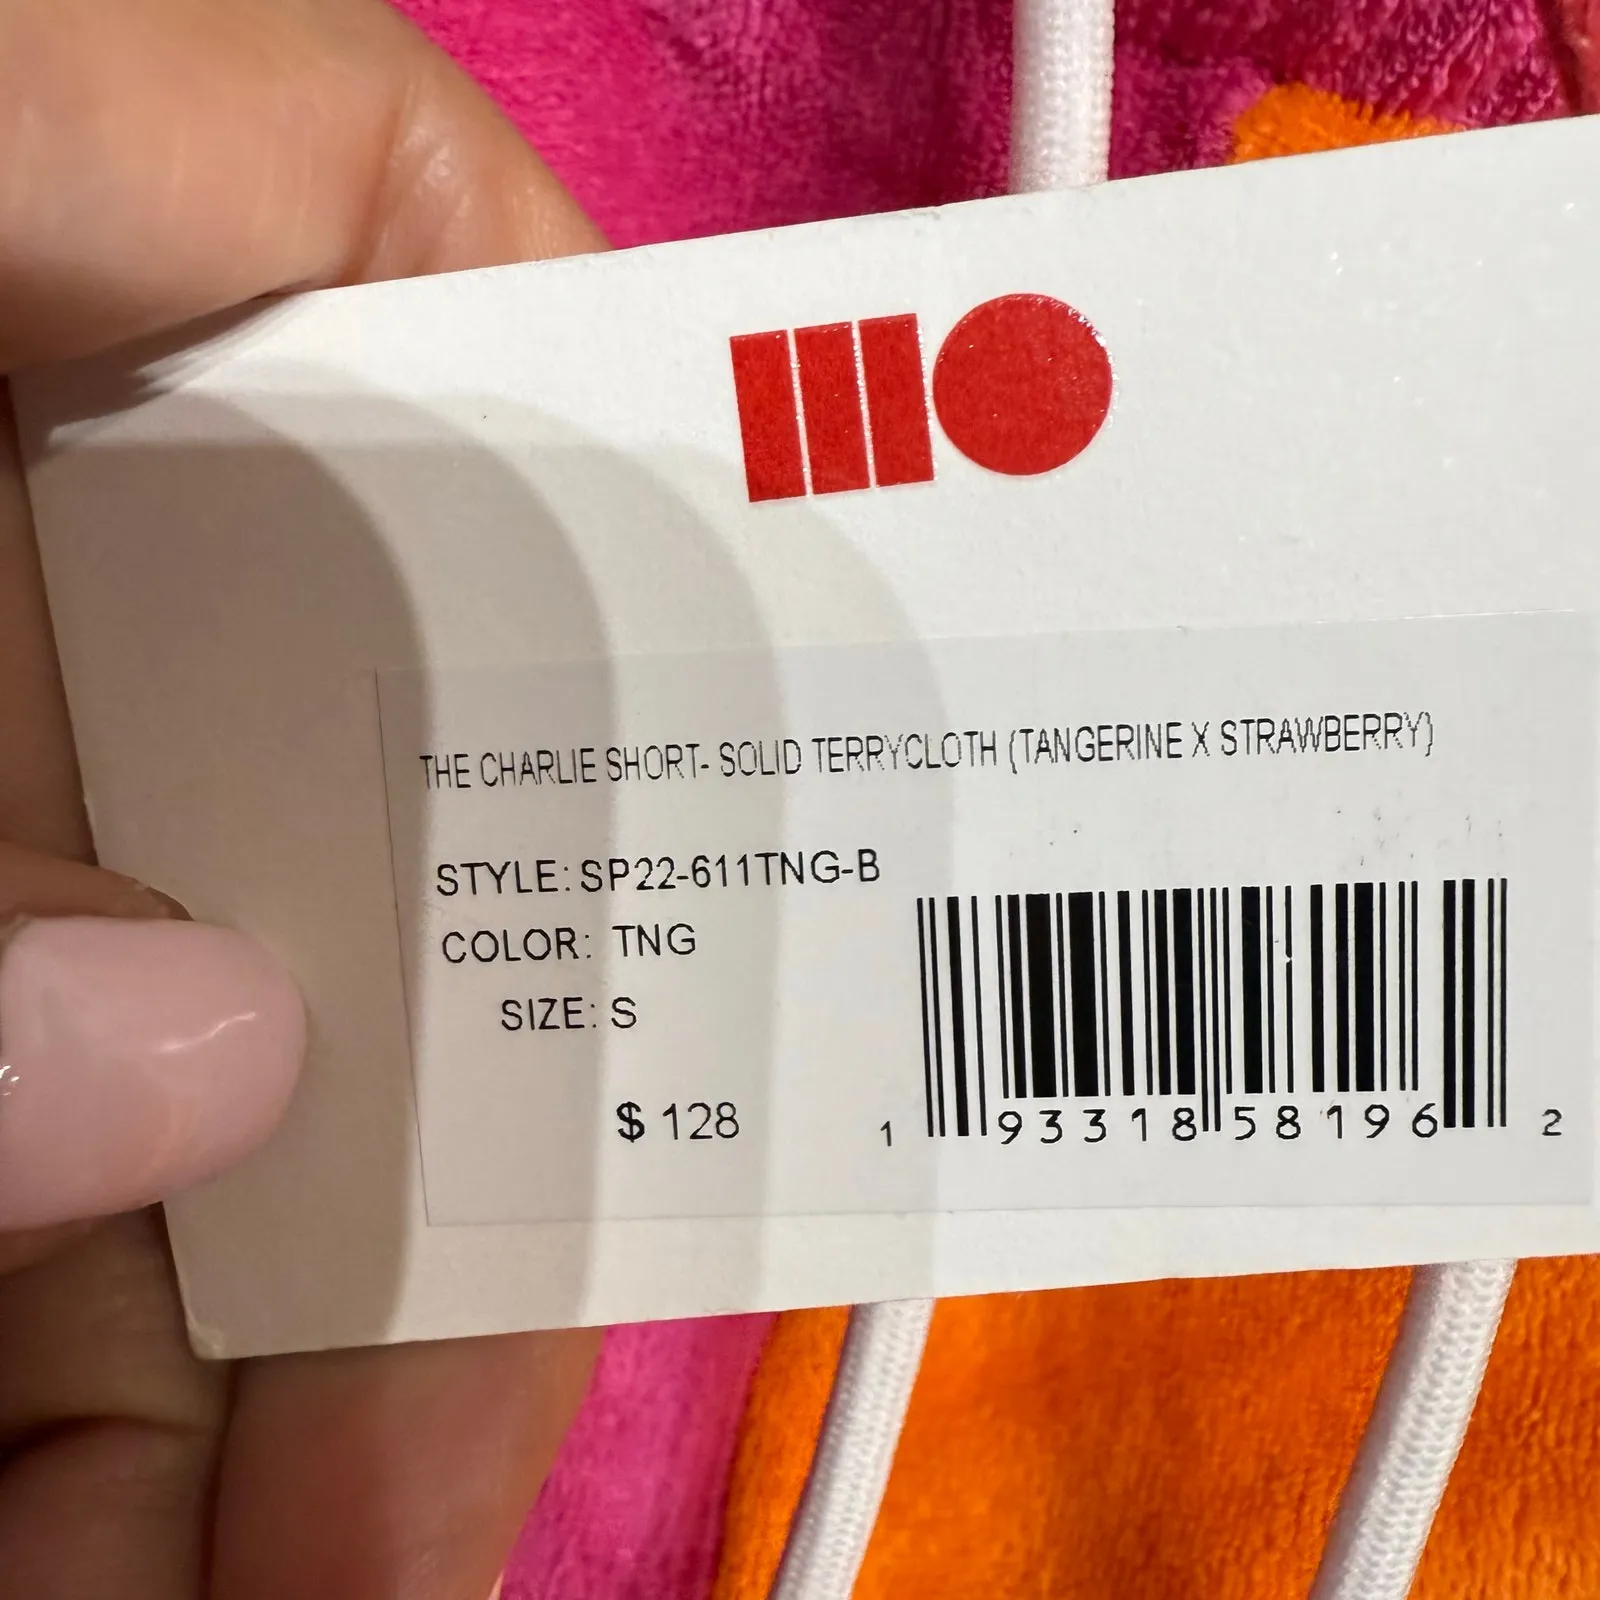 THE CHARLIE SHORT- SOLID TERRYCLOTH (TANGERINE X STRAWBERRY)
STYLE: SP22-611TNG-B
COLOR: TNG
SIZE: S
$ 128
1 93318 58196 2